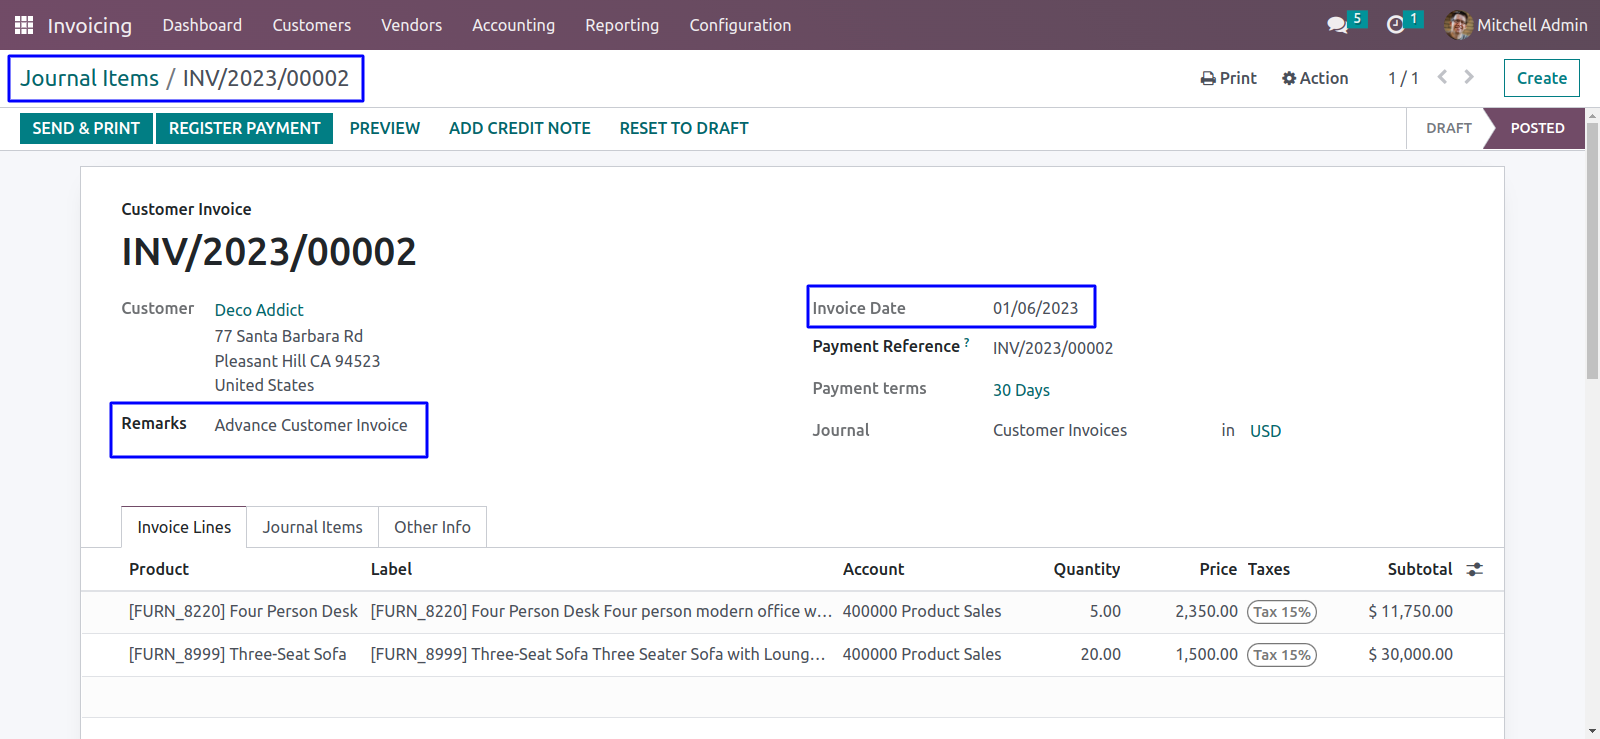 Invoicing Dashboard Customers Vendors Accounting Reporting Configuration 5 1 Mitchell Admin
Journal Items / INV/2023/00002 Print Action 1 / 1 Create
SEND & PRINT REGISTER PAYMENT PREVIEW ADD CREDIT NOTE RESET TO DRAFT DRAFT POSTED
Customer Invoice
INV/2023/00002
Customer Deco Addict
77 Santa Barbara Rd
Pleasant Hill CA 94523
United States
Remarks Advance Customer Invoice
Invoice Date 01/06/2023
Payment Reference ? INV/2023/00002
Payment terms 30 Days
Journal Customer Invoices in USD
Invoice Lines Journal Items Other Info
Product Label Account Quantity Price Taxes Subtotal
[FURN_8220] Four Person Desk [FURN_8220] Four Person Desk Four person modern office w... 400000 Product Sales 5.00 2,350.00 Tax 15% $ 11,750.00
[FURN_8999] Three-Seat Sofa [FURN_8999] Three-Seat Sofa Three Seater Sofa with Loung... 400000 Product Sales 20.00 1,500.00 Tax 15% $ 30,000.00